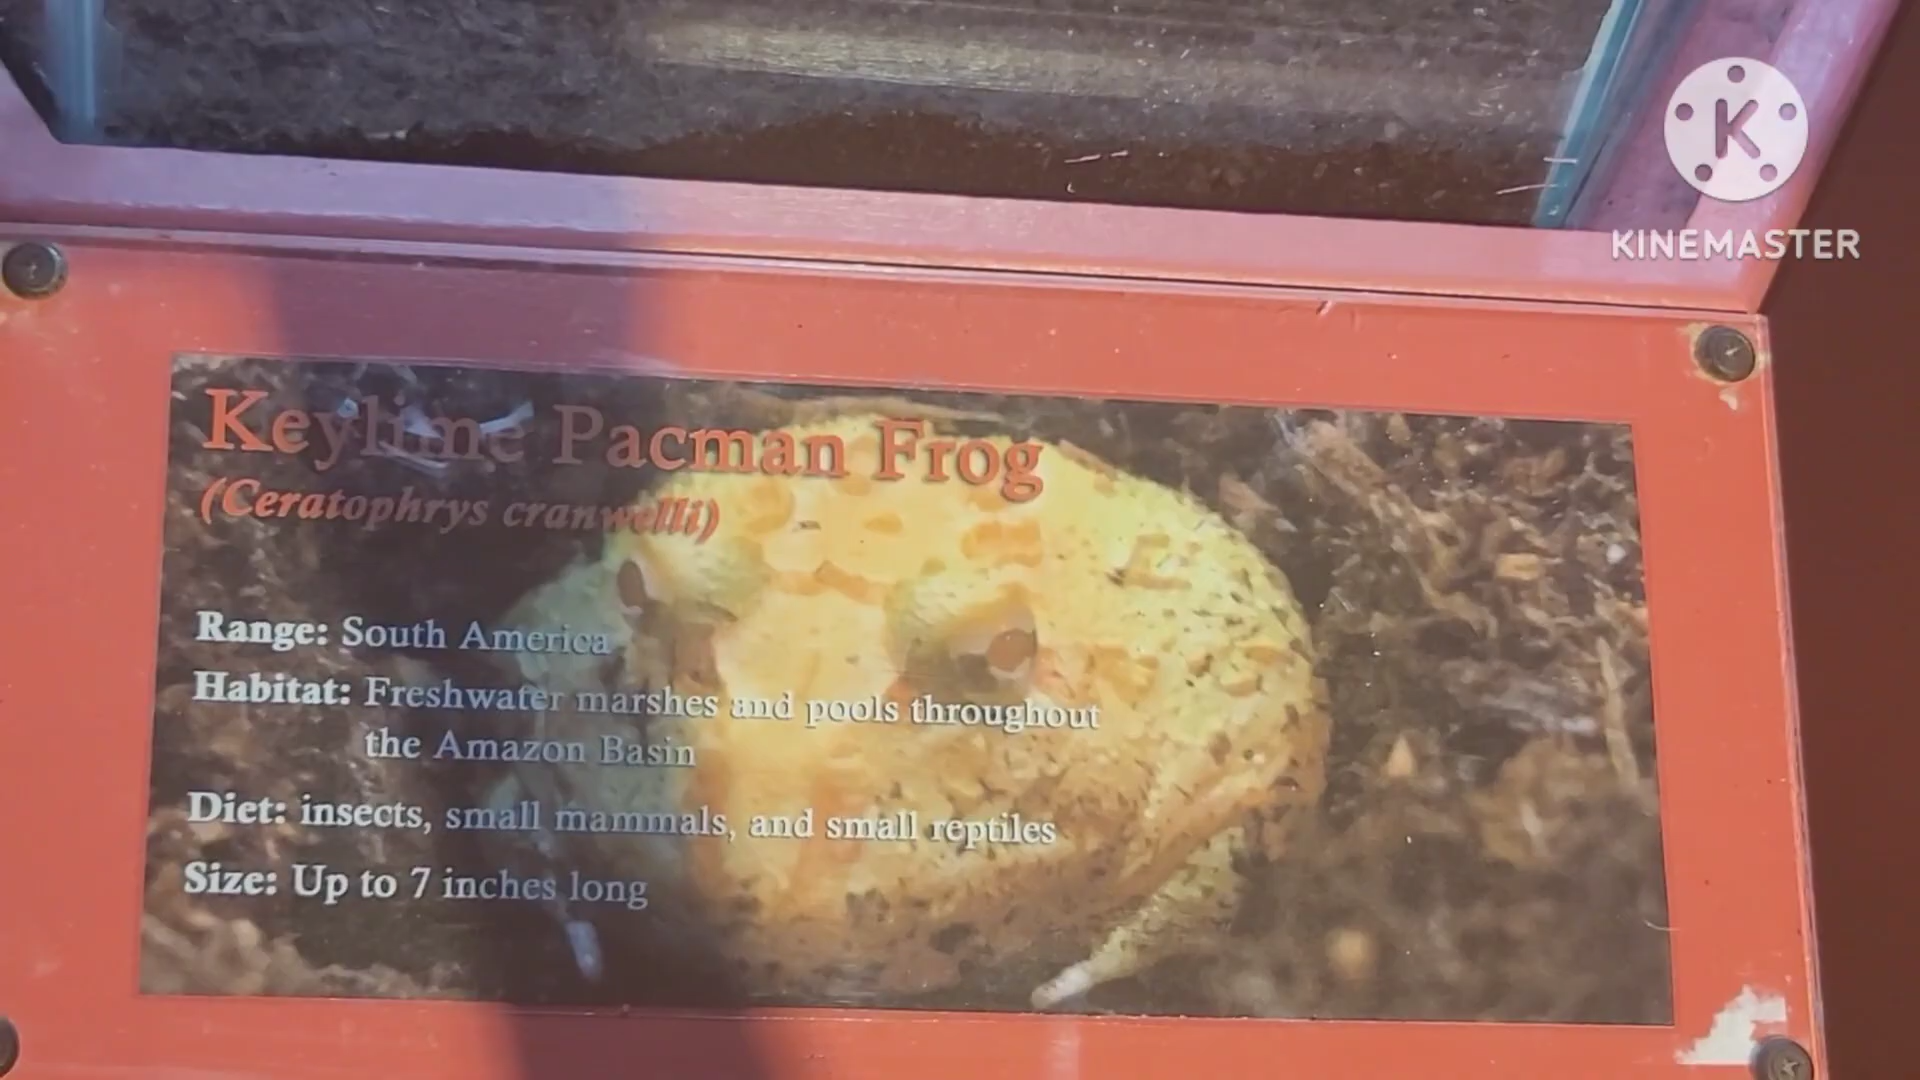 K
KINEMASTER
Keylime Pacman Frog
(Ceratophrys cranwelli)
Range: South America
Habitat: Freshwater marshes and pools throughout
the Amazon Basin
Diet: insects, small mammals, and small reptiles
Size: Up to 7 inches long